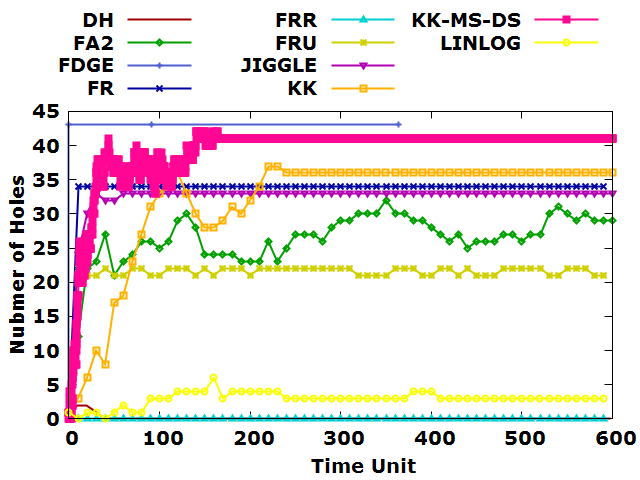 DH FRR KK-MS-DS
FA2 FRU LINLOG
FDGE JIGGLE
FR KK
45
40
35
30
25
20
15
10
5
0
Nubmer of Holes
0 100 200 300 400 500 600
Time Unit